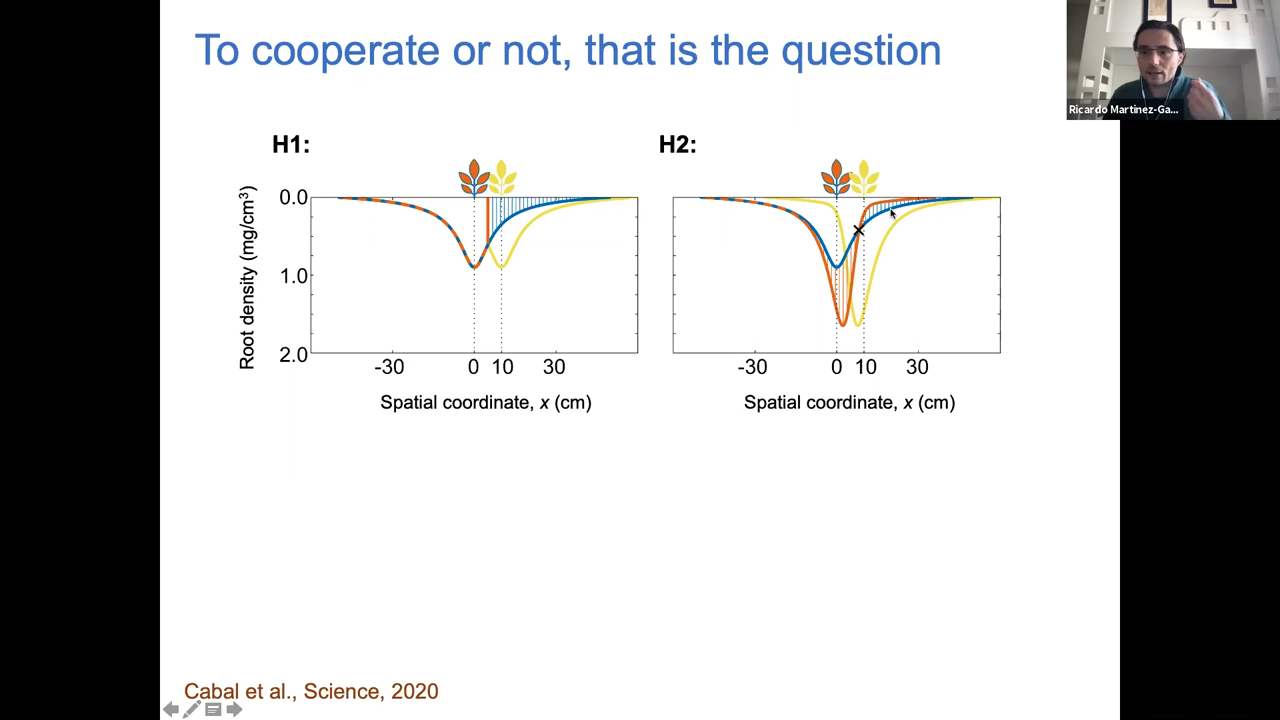 To cooperate or not, that is the question
Ricardo Martinez-Ga...
H1:
H2:
Root density (mg/cm³)
0.0
1.0
2.0
-30 0 10 30
-30 0 10 30
Spatial coordinate, x (cm)
Spatial coordinate, x (cm)
Cabal et al., Science, 2020